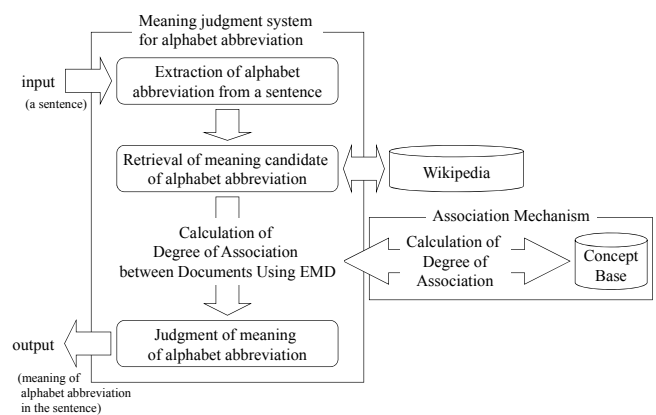 Meaning judgment system
for alphabet abbreviation
input
(a sentence)
Extraction of alphabet
abbreviation from a sentence
Retrieval of meaning candidate
of alphabet abbreviation
Wikipedia
Association Mechanism
Calculation of
Degree of Association
between Documents Using EMD
Calculation of
Degree of
Association
Concept
Base
output
(meaning of
alphabet abbreviation
in the sentence)
Judgment of meaning
of alphabet abbreviation